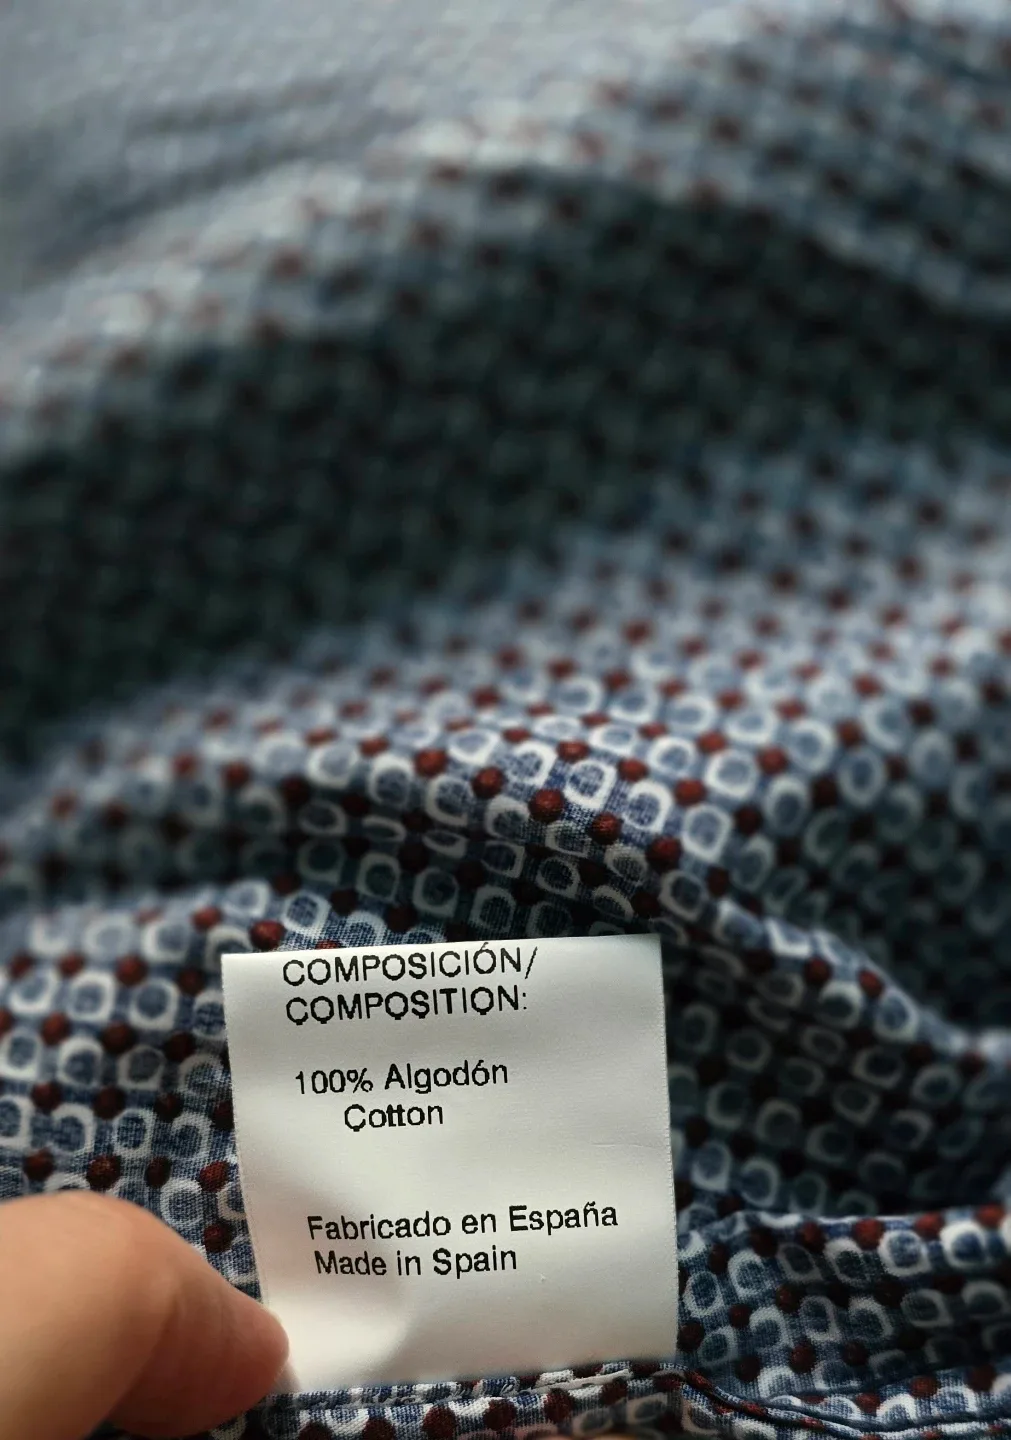 COMPOSICIÓN/
COMPOSITION:
100% Algodón
Cotton
Fabricado en España
Made in Spain